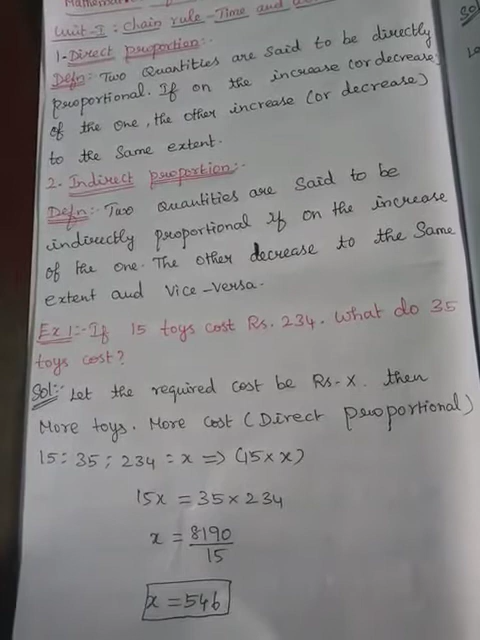 Unit-I: Chain rule-Time and
1-Direct proportion:-
Defn: Two Quantities are said to be directly
proportional. If on the increase (or decrease)
of the one, the other increase (or decrease)
to the same extent.
2. Indirect proportion:-
Defn:- Two Quantities are said to be
indirectly proportional If on the increase
of the one. The other decrease to the same
extent and vice-versa.
Ex 1:- If 15 toys cost Rs. 234. what do 35
toys cost?
Sol:- Let the required cost be Rs-x. then
More toys. More cost (Direct proportional)
15:35; 234:x => (15×x)
15x = 35×234
x = 8190
15
x = 546